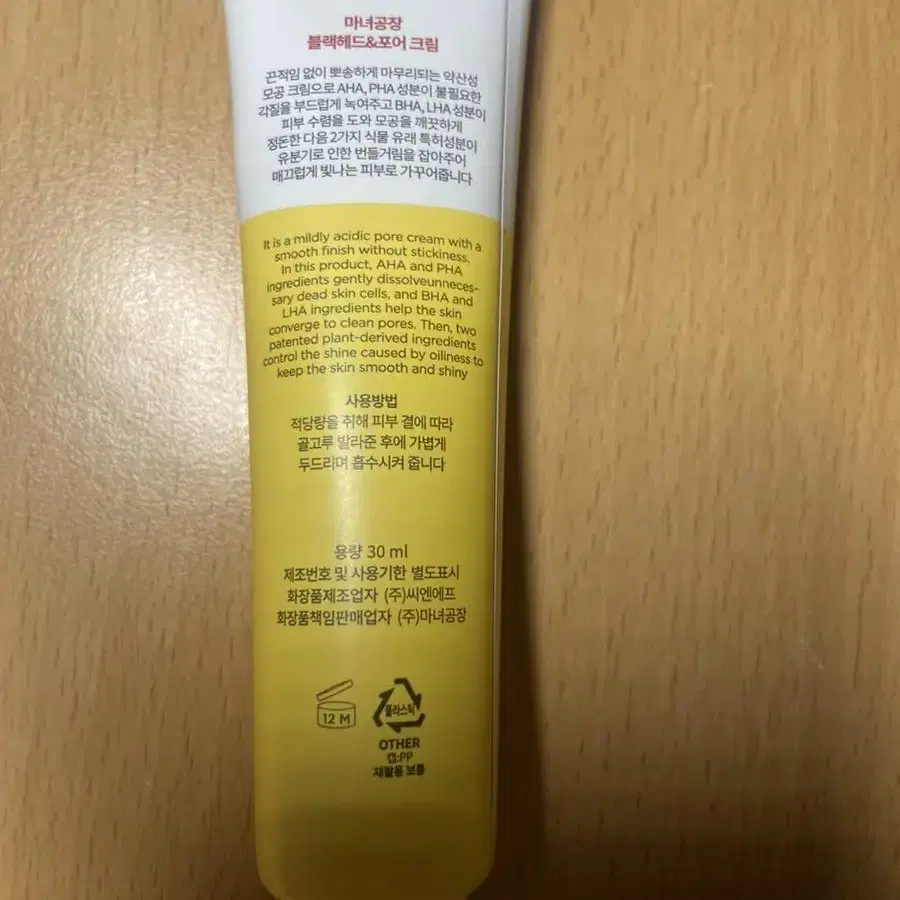 마녀공장
블랙헤드&포어 크림
끈적임 없이 뽀송하게 마무리되는 약산성
모공 크림으로 AHA, PHA 성분이 불필요한
각질을 부드럽게 녹여주고 BHA, LHA 성분이
피부 수렴을 도와 모공을 깨끗하게
정돈한 다음 2가지 식물 유래 특허성분이
유분기로 인한 번들거림을 잡아주어
매끄럽게 빛나는 피부로 가꾸어줍니다
It is a mildly acidic pore cream with a
smooth finish without stickiness.
In this product, AHA and PHA
ingredients gently dissolveunneces-
sary dead skin cells, and BHA and
LHA ingredients help the skin
converge to clean pores. Then, two
patented plant-derived ingredients
control the shine caused by oiliness to
keep the skin smooth and shiny
사용방법
적당량을 취해 피부 결에 따라
골고루 발라준 후에 가볍게
두드리며 흡수시켜 줍니다
용량 30 ml
제조번호 및 사용기한 별도표시
화장품제조업자 (주)씨엔에프
화장품책임판매업자 (주)마녀공장
12 M
플라스틱
OTHER
캡:PP
재활용 보통